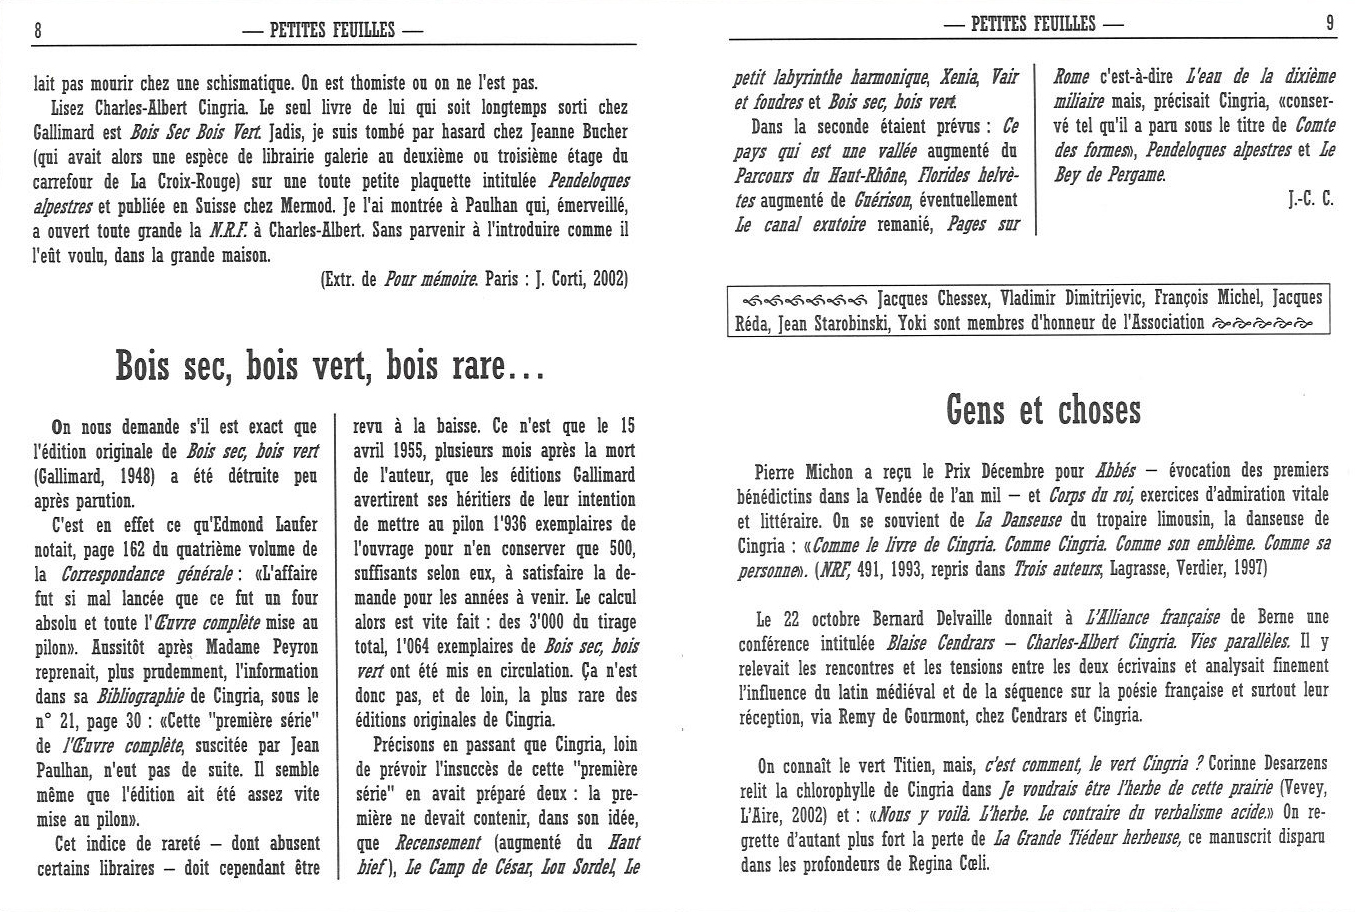 8
— PETITES FEUILLES —
lait pas mourir chez une schismatique. On est thomiste ou on ne l'est pas.
Lisez Charles-Albert Cingria. Le seul livre de lui qui soit longtemps sorti chez
Gallimard est Bois Sec Bois Vert. Jadis, je suis tombé par hasard chez Jeanne Bucher
(qui avait alors une espèce de librairie galerie au deuxième ou troisième étage du
carrefour de La Croix-Rouge) sur une toute petite plaquette intitulée Pendeloques
alpestres et publiée en Suisse chez Mermod. Je l'ai montrée à Paulhan qui, émerveillé,
a ouvert toute grande la N.R.F. à Charles-Albert. Sans parvenir à l'introduire comme il
l'eût voulu, dans la grande maison.
(Extr. de Pour mémoire. Paris : J. Corti, 2002)
Bois sec, bois vert, bois rare...
On nous demande s'il est exact que
l'édition originale de Bois sec, bois vert
(Gallimard, 1948) a été détruite peu
après parution.
C'est en effet ce qu'Edmond Laufer
notait, page 162 du quatrième volume de
la Correspondance générale : «L'affaire
fut si mal lancée que ce fut un four
absolu et toute l'Œuvre complète mise au
pilon». Aussitôt après Madame Peyron
reprenait, plus prudemment, l'information
dans sa Bibliographie de Cingria, sous le
n° 21, page 30 : «Cette "première série"
de l'Œuvre complète, suscitée par Jean
Paulhan, n'eut pas de suite. Il semble
même que l'édition ait été assez vite
mise au pilon».
Cet indice de rareté – dont abusent
certains libraires – doit cependant être
revu à la baisse. Ce n'est que le 15
avril 1955, plusieurs mois après la mort
de l'auteur, que les éditions Gallimard
avertirent ses héritiers de leur intention
de mettre au pilon 1'936 exemplaires de
l'ouvrage pour n'en conserver que 500,
suffisants selon eux, à satisfaire la de-
mande pour les années à venir. Le calcul
alors est vite fait : des 3'000 du tirage
total, 1'064 exemplaires de Bois sec, bois
vert ont été mis en circulation. Ça n'est
donc pas, et de loin, la plus rare des
éditions originales de Cingria.
Précisons en passant que Cingria, loin
de prévoir l'insuccès de cette "première
série" en avait préparé deux : la pre-
mière ne devait contenir, dans son idée,
que Recensement (augmenté du Haut
bief), Le Camp de César, Lou Sordel, Le
— PETITES FEUILLES —
9
petit labyrinthe harmonique, Xenia, Vair
et foudres et Bois sec, bois vert.
Dans la seconde étaient prévus : Ce
pays qui est une vallée augmenté du
Parcours du Haut-Rhône, Florides helvè-
tes augmenté de Guérison, éventuellement
Le canal exutoire remanié, Pages sur
Rome c'est-à-dire L'eau de la dixième
miliaire mais, précisait Cingria, «conser-
vé tel qu'il a paru sous le titre de Comte
des formes», Pendeloques alpestres et Le
Bey de Pergame.
J.-C. C.
Jacques Chessex, Vladimir Dimitrijevic, François Michel, Jacques
Réda, Jean Starobinski, Yoki sont membres d'honneur de l'Association
Gens et choses
Pierre Michon a reçu le Prix Décembre pour Abbés – évocation des premiers
bénédictins dans la Vendée de l'an mil – et Corps du roi, exercices d'admiration vitale
et littéraire. On se souvient de La Danseuse du tropaire limousin, la danseuse de
Cingria : «Comme le livre de Cingria. Comme Cingria. Comme son emblème. Comme sa
personne». (NRF, 491, 1993, repris dans Trois auteurs, Lagrasse, Verdier, 1997)
Le 22 octobre Bernard Delvaille donnait à L'Alliance française de Berne une
conférence intitulée Blaise Cendrars – Charles-Albert Cingria. Vies parallèles. Il y
relevait les rencontres et les tensions entre les deux écrivains et analysait finement
l'influence du latin médiéval et de la séquence sur la poésie française et surtout leur
réception, via Remy de Gourmont, chez Cendrars et Cingria.
On connaît le vert Titien, mais, c'est comment, le vert Cingria ? Corinne Desarzens
relit la chlorophylle de Cingria dans Je voudrais être l'herbe de cette prairie (Vevey,
L'Aire, 2002) et : «Nous y voilà. L'herbe. Le contraire du verbalisme acide.» On re-
grette d'autant plus fort la perte de La Grande Tiédeur herbeuse, ce manuscrit disparu
dans les profondeurs de Regina Cœli.